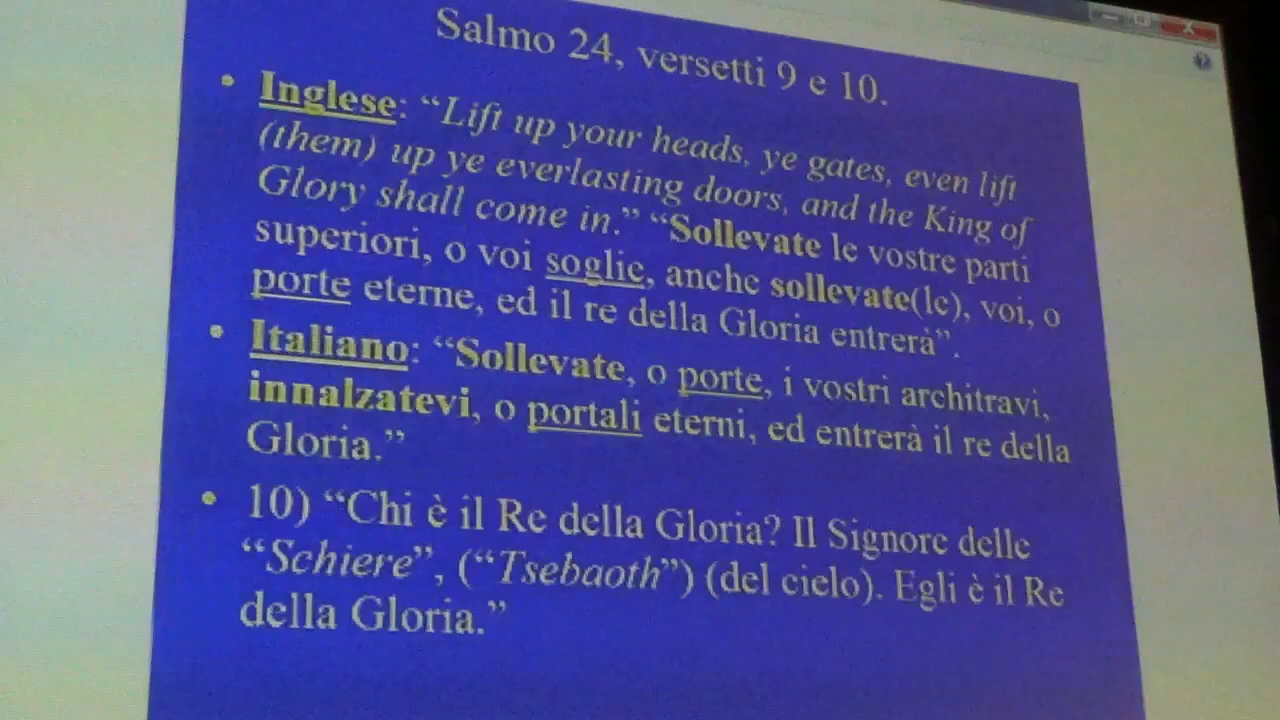 Salmo 24, versetti 9 e 10.
• Inglese: “Lift up your heads, ye gates, even lift
(them) up ye everlasting doors, and the King of
Glory shall come in.” “Sollevate le vostre parti
superiori, o voi soglie, anche sollevate(le), voi, o
porte eterne, ed il re della Gloria entrerà”.
• Italiano: “Sollevate, o porte, i vostri architravi,
innalzatevi, o portali eterni, ed entrerà il re della
Gloria.”
• 10) “Chi è il Re della Gloria? Il Signore delle
“Schiere”, (“Tsebaoth”) (del cielo). Egli è il Re
della Gloria.”